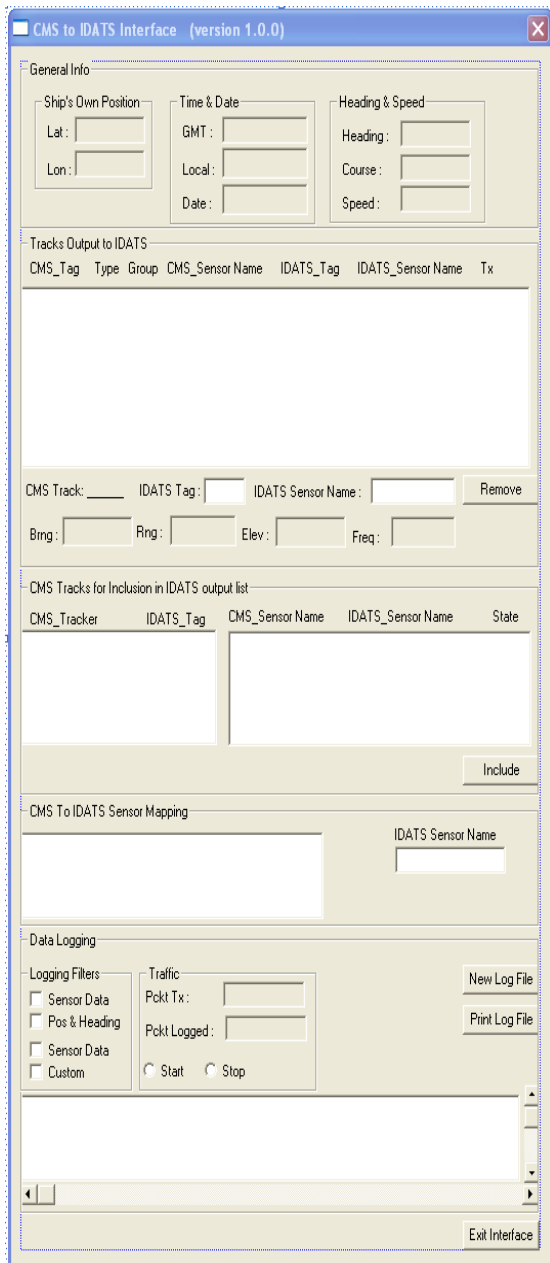 CMS to IDATS Interface (version 1.0.0)
General Info
Ship's Own Position
Lat :
Lon :
Time & Date
GMT :
Local :
Date :
Heading & Speed
Heading :
Course :
Speed :
Tracks Output to IDATS
CMS_Tag Type Group CMS_Sensor Name IDATS_Tag IDATS_Sensor Name Tx
CMS Track: _____ IDATS Tag : IDATS Sensor Name : Remove
Brng : Rng : Elev : Freq :
CMS Tracks for Inclusion in IDATS output list
CMS_Tracker IDATS_Tag CMS_Sensor Name IDATS_Sensor Name State
Include
CMS To IDATS Sensor Mapping
IDATS Sensor Name
Data Logging
Logging Filters
Sensor Data
Pos & Heading
Sensor Data
Custom
Traffic
Pckt Tx :
Pckt Logged :
Start Stop
New Log File
Print Log File
Exit Interface